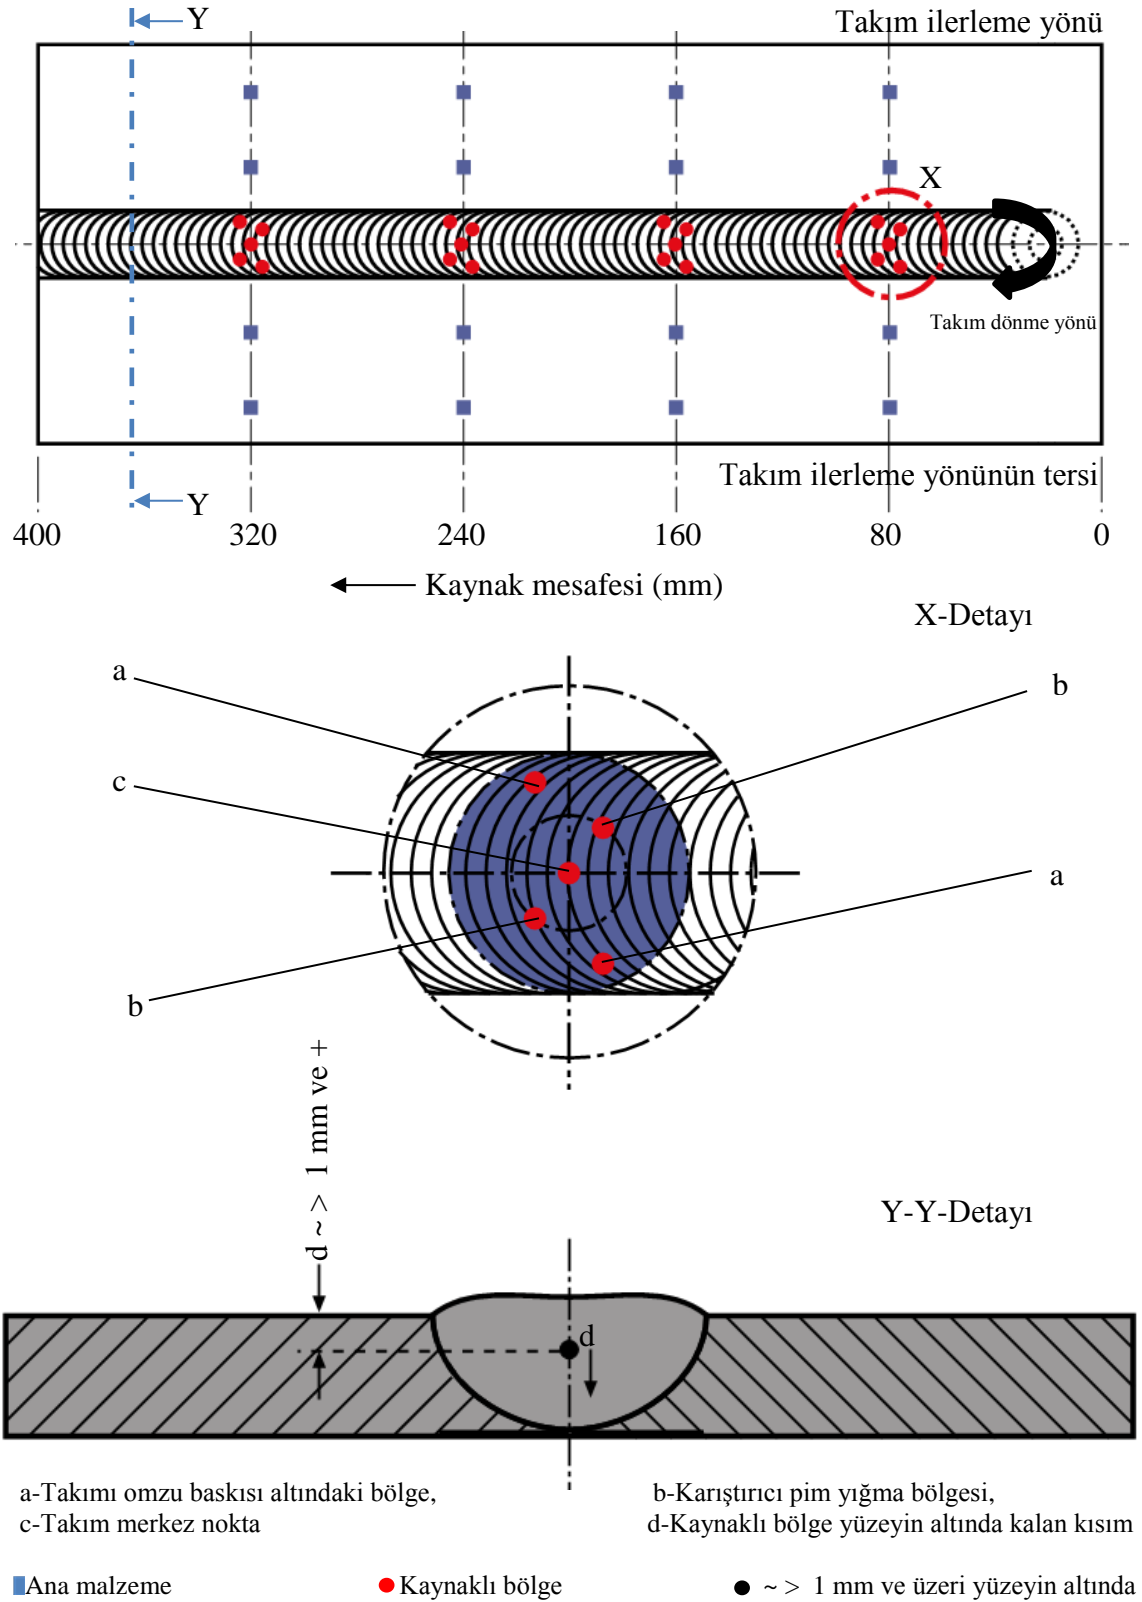 Y
Takım ilerleme yönü
X
Takım dönme yönü
Takım ilerleme yönünün tersi
Y
400 320 240 160 80 0
Kaynak mesafesi (mm)
X-Detayı
a
b
c
a
b
d ~ > 1 mm ve +
Y-Y-Detayı
d
a-Takımı omzu baskısı altındaki bölge, b-Karıştırıcı pim yığma bölgesi,
c-Takım merkez nokta d-Kaynaklı bölge yüzeyin altında kalan kısım
Ana malzeme Kaynaklı bölge ~ > 1 mm ve üzeri yüzeyin altında